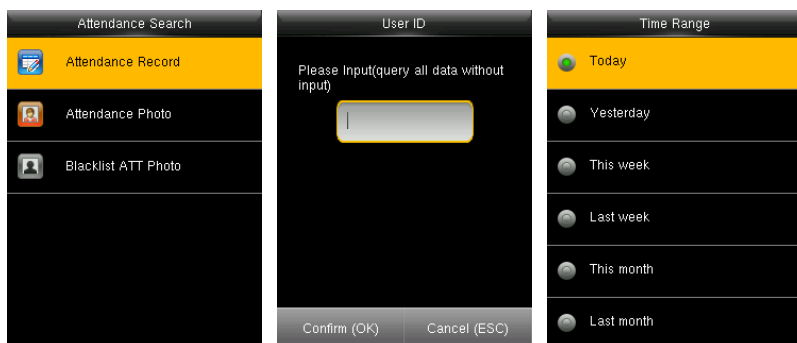 Attendance Search
Attendance Record
Attendance Photo
Blacklist ATT Photo
User ID
Please Input(query all data without
input)
Confirm (OK)
Cancel (ESC)
Time Range
Today
Yesterday
This week
Last week
This month
Last month